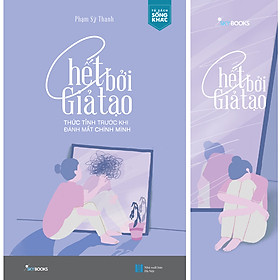 Phạm Sỹ Thanh
TỦ SÁCH
SỐNG
KHÁC
Chết bởi
Giả tạo
THỨC TỈNH TRƯỚC KHI
ĐÁNH MẤT CHÍNH MÌNH
SKYBOOKS
SKYBOOKS
Chết bởi
Giả tạo